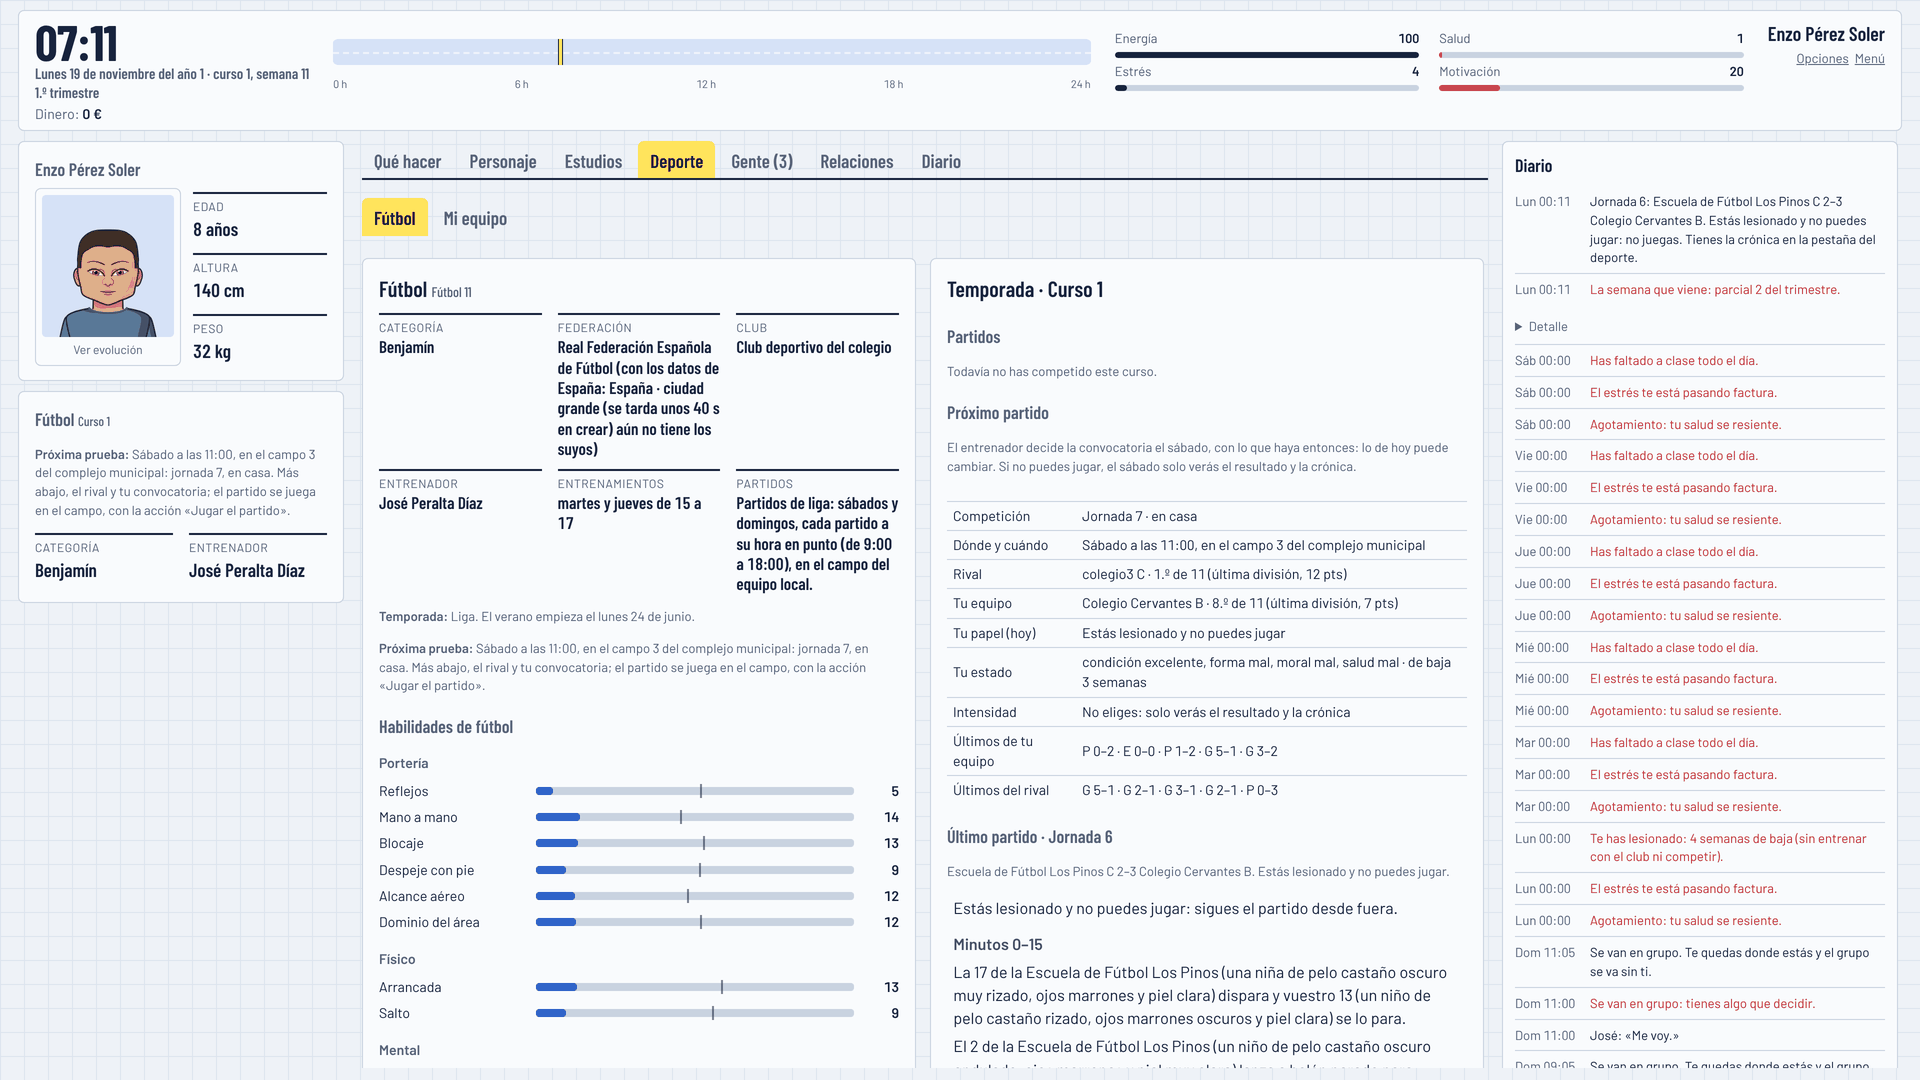 07:11
Lunes 19 de noviembre del año 1 · curso 1, semana 11
1.º trimestre
Dinero: 0 €
0 h
6 h
12 h
18 h
24 h
Energía 100
Estrés 4
Salud 1
Motivación 20
Enzo Pérez Soler
Opciones Menú
Enzo Pérez Soler
Ver evolución
EDAD
8 años
ALTURA
140 cm
PESO
32 kg
Fútbol Curso 1
Próxima prueba: Sábado a las 11:00, en el campo 3
del complejo municipal: jornada 7, en casa. Más
abajo, el rival y tu convocatoria; el partido se juega
en el campo, con la acción «Jugar el partido».
CATEGORÍA
Benjamín
ENTRENADOR
José Peralta Díaz
Qué hacer
Personaje
Estudios
Deporte
Gente (3)
Relaciones
Diario
Fútbol
Mi equipo
Fútbol Fútbol 11
CATEGORÍA
Benjamín
FEDERACIÓN
Real Federación Española
de Fútbol (con los datos de
España: España · ciudad
grande (se tarda unos 40 s
en crear) aún no tiene los
suyos)
CLUB
Club deportivo del colegio
ENTRENADOR
José Peralta Díaz
ENTRENAMIENTOS
martes y jueves de 15 a
17
PARTIDOS
Partidos de liga: sábados y
domingos, cada partido a
su hora en punto (de 9:00
a 18:00), en el campo del
equipo local.
Temporada: Liga. El verano empieza el lunes 24 de junio.
Próxima prueba: Sábado a las 11:00, en el campo 3 del complejo municipal: jornada 7, en
casa. Más abajo, el rival y tu convocatoria; el partido se juega en el campo, con la acción
«Jugar el partido».
Habilidades de fútbol
Portería
Reflejos 5
Mano a mano 14
Blocaje 13
Despeje con pie 9
Alcance aéreo 12
Dominio del área 12
Físico
Arrancada 13
Salto 9
Mental
Temporada · Curso 1
Partidos
Todavía no has competido este curso.
Próximo partido
El entrenador decide la convocatoria el sábado, con lo que haya entonces: lo de hoy puede
cambiar. Si no puedes jugar, el sábado solo verás el resultado y la crónica.
Competición Jornada 7 · en casa
Dónde y cuándo Sábado a las 11:00, en el campo 3 del complejo municipal
Rival colegio3 C · 1.º de 11 (última división, 12 pts)
Tu equipo Colegio Cervantes B · 8.º de 11 (última división, 7 pts)
Tu papel (hoy) Estás lesionado y no puedes jugar
Tu estado condición excelente, forma mal, moral mal, salud mal · de baja
3 semanas
Intensidad No eliges: solo verás el resultado y la crónica
Últimos de tu
equipo P 0–2 · E 0–0 · P 1–2 · G 5–1 · G 3–2
Últimos del rival G 5–1 · G 2–1 · G 3–1 · G 2–1 · P 0–3
Último partido · Jornada 6
Escuela de Fútbol Los Pinos C 2–3 Colegio Cervantes B. Estás lesionado y no puedes jugar.
Estás lesionado y no puedes jugar: sigues el partido desde fuera.
Minutos 0–15
La 17 de la Escuela de Fútbol Los Pinos (una niña de pelo castaño oscuro
muy rizado, ojos marrones y piel clara) dispara y vuestro 13 (un niño de
pelo castaño rizado, ojos marrones oscuros y piel clara) se lo para.
El 2 de la Escuela de Fútbol Los Pinos (un niño de pelo castaño oscuro
Diario
Lun 00:11 Jornada 6: Escuela de Fútbol Los Pinos C 2–3
Colegio Cervantes B. Estás lesionado y no puedes
jugar: no juegas. Tienes la crónica en la pestaña del
deporte.
Lun 00:11 La semana que viene: parcial 2 del trimestre.
▶ Detalle
Sáb 00:00 Has faltado a clase todo el día.
Sáb 00:00 El estrés te está pasando factura.
Sáb 00:00 Agotamiento: tu salud se resiente.
Vie 00:00 Has faltado a clase todo el día.
Vie 00:00 El estrés te está pasando factura.
Vie 00:00 Agotamiento: tu salud se resiente.
Jue 00:00 Has faltado a clase todo el día.
Jue 00:00 El estrés te está pasando factura.
Jue 00:00 Agotamiento: tu salud se resiente.
Mié 00:00 Has faltado a clase todo el día.
Mié 00:00 El estrés te está pasando factura.
Mié 00:00 Agotamiento: tu salud se resiente.
Mar 00:00 Has faltado a clase todo el día.
Mar 00:00 El estrés te está pasando factura.
Mar 00:00 Agotamiento: tu salud se resiente.
Lun 00:00 Te has lesionado: 4 semanas de baja (sin entrenar
con el club ni competir).
Lun 00:00 El estrés te está pasando factura.
Lun 00:00 Agotamiento: tu salud se resiente.
Dom 11:05 Se van en grupo. Te quedas donde estás y el grupo
se va sin ti.
Dom 11:00 Se van en grupo: tienes algo que decidir.
Dom 11:00 José: «Me voy.»
Dom 09:05 Se van en grupo. Te quedas donde estás y el grupo